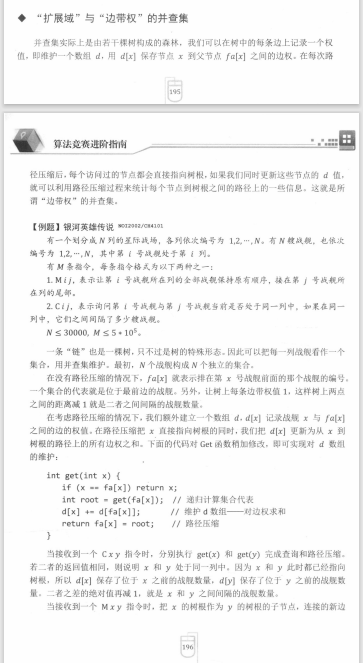 ◆ “扩展域”与“边带权”的并查集
并查集实际上是由若干棵树构成的森林，我们可以在树中的每条边上记录一个权
值，即维护一个数组 d，用 d[x] 保存节点 x 到父节点 fa[x] 之间的边权。在每次路
195
算法竞赛进阶指南
径压缩后，每个访问过的节点都会直接指向树根，如果我们同时更新这些节点的 d 值，
就可以利用路径压缩过程来统计每个节点到树根之间的路径上的一些信息。这就是所
谓“边带权”的并查集。
【例题】银河英雄传说 NOI2002/CH4101
有一个划分成 N 列的星际战场，各列依次编号为 1,2,…,N。有 N 艘战舰，也依次
编号为 1,2,…,N，其中第 i 号战舰处于第 i 列。
有 M 条指令，每条指令格式为以下两种之一：
1. M i j，表示让第 i 号战舰所在列的全部战舰保持原有顺序，接在第 j 号战舰所
在列的尾部。
2. C i j，表示询问第 i 号战舰与第 j 号战舰当前是否处于同一列中，如果在同一
列中，它们之间间隔了多少艘战舰。
N ≤ 30000, M ≤ 5 * 10⁵。
一条“链”也是一棵树，只不过是树的特殊形态。因此可以把每一列战舰看作一个
集合，用并查集维护。最初，N 个战舰构成 N 个独立的集合。
在没有路径压缩的情况下，fa[x] 就表示排在第 x 号战舰前面的那个战舰的编号。
一个集合的代表就是位于最前边的战舰。另外，让树上每条边带权值 1，这样树上两点
之间的距离减 1 就是二者之间间隔的战舰数量。
在考虑路径压缩的情况下，我们额外建立一个数组 d，d[x] 记录战舰 x 与 fa[x]
之间的边的权值。在路径压缩把 x 直接指向树根的同时，我们把 d[x] 更新为从 x 到
树根的路径上的所有边权之和。下面的代码对 Get 函数稍加修改，即可实现对 d 数组
的维护：
int get(int x) {
if (x == fa[x]) return x;
int root = get(fa[x]); // 递归计算集合代表
d[x] += d[fa[x]]; // 维护 d 数组——对边权求和
return fa[x] = root; // 路径压缩
}
当接收到一个 C x y 指令时，分别执行 get(x) 和 get(y) 完成查询和路径压缩。
若二者的返回值相同，则说明 x 和 y 处于同一列中。因为 x 和 y 此时都已经指向
树根，所以 d[x] 保存了位于 x 之前的战舰数量，d[y] 保存了位于 y 之前的战舰数
量。二者之差的绝对值再减 1，就是 x 和 y 之间间隔的战舰数量。
当接收到一个 M x y 指令时，把 x 的树根作为 y 的树根的子节点，连接的新边
196